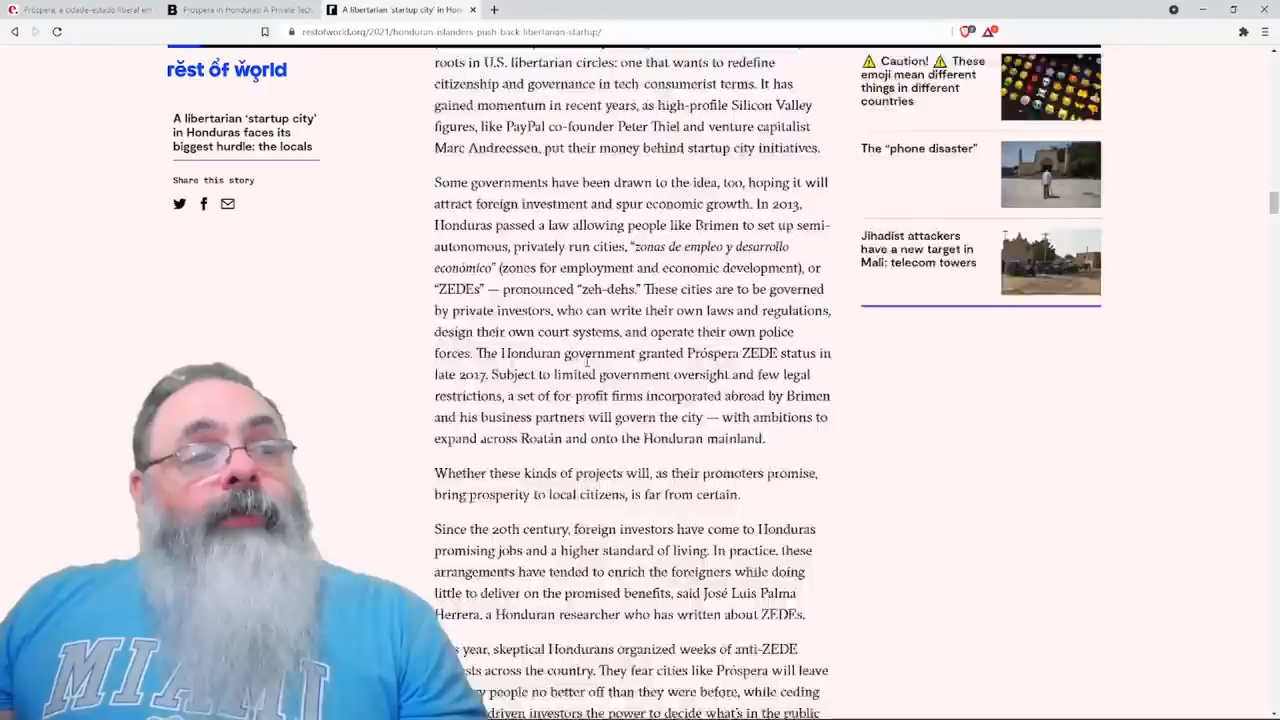 Próspera, a cidade-estado liberal em
Próspera in Honduras: A Private Tech
A libertarian 'startup city' in Hon
restofworld.org/2021/honduran-islanders-push-back-libertarian-startup/
rest of world
A libertarian ‘startup city’
in Honduras faces its
biggest hurdle: the locals
Share this story
roots in U.S. libertarian circles: one that wants to redefine
citizenship and governance in tech-consumerist terms. It has
gained momentum in recent years, as high-profile Silicon Valley
figures, like PayPal co-founder Peter Thiel and venture capitalist
Marc Andreessen, put their money behind startup city initiatives.
Some governments have been drawn to the idea, too, hoping it will
attract foreign investment and spur economic growth. In 2013,
Honduras passed a law allowing people like Brimen to set up semi-
autonomous, privately run cities, “zonas de empleo y desarrollo
económico” (zones for employment and economic development), or
“ZEDEs” — pronounced “zeh-dehs.” These cities are to be governed
by private investors, who can write their own laws and regulations,
design their own court systems, and operate their own police
forces. The Honduran government granted Próspera ZEDE status in
late 2017. Subject to limited government oversight and few legal
restrictions, a set of for-profit firms incorporated abroad by Brimen
and his business partners will govern the city — with ambitions to
expand across Roatán and onto the Honduran mainland.
Whether these kinds of projects will, as their promoters promise,
bring prosperity to local citizens, is far from certain.
Since the 20th century, foreign investors have come to Honduras
promising jobs and a higher standard of living. In practice, these
arrangements have tended to enrich the foreigners while doing
little to deliver on the promised benefits, said José Luis Palma
Herrera, a Honduran researcher who has written about ZEDEs.
year, skeptical Hondurans organized weeks of anti-ZEDE
across the country. They fear cities like Próspera will leave
people no better off than they were before, while ceding
driven investors the power to decide what's in the public
⚠ Caution! ⚠ These
emoji mean different
things in different
countries
The “phone disaster”
Jihadist attackers
have a new target in
Mali: telecom towers
MIAMI